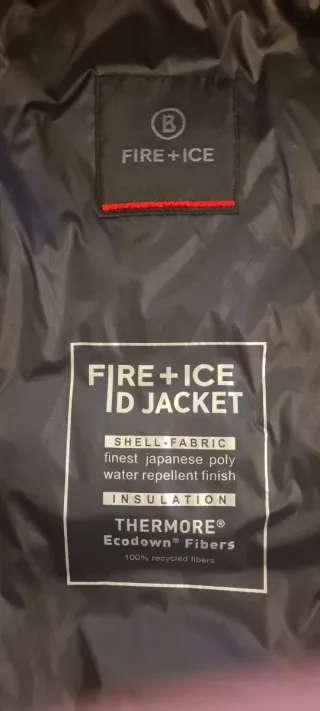 B
FIRE+ICE
FIRE+ICE
ID JACKET
SHELL-FABRIC
finest japanese poly
water repellent finish
INSULATION
THERMORE®
Ecodown® Fibers
100% recycled fibers